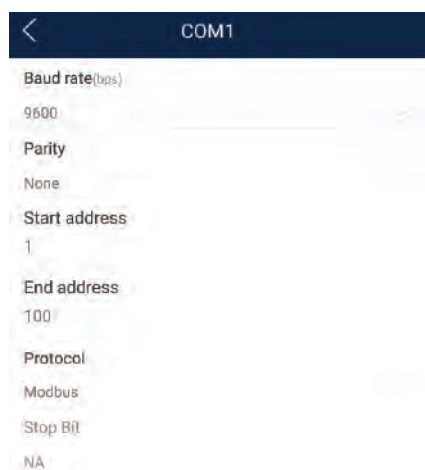 COM1
Baud rate(bps)
9600
Parity
None
Start address
1
End address
100
Protocol
Modbus
Stop Bit
NA